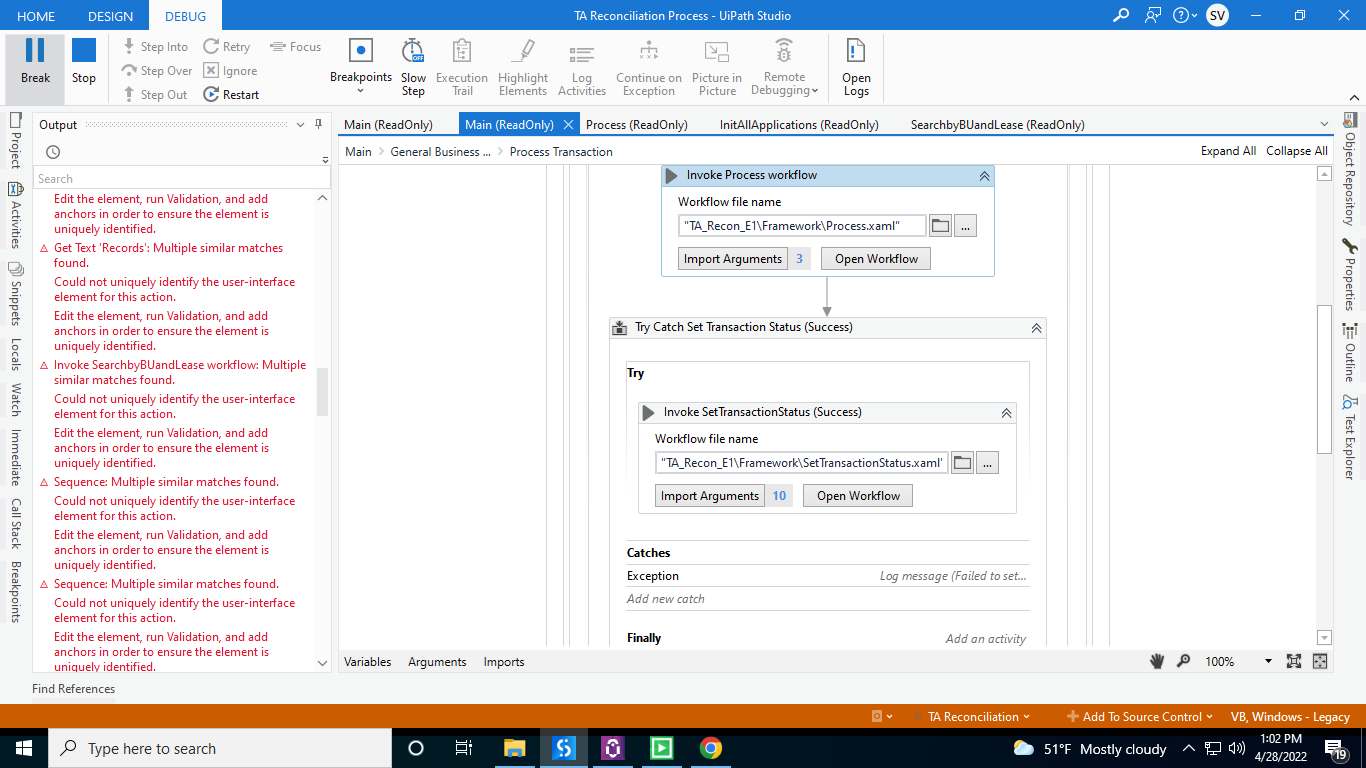 HOME
DESIGN
DEBUG
TA Reconciliation Process - UiPath Studio
SV
Break
Stop
Step Into
Step Over
Step Out
Retry
Ignore
Restart
Focus
Breakpoints
Slow
Step
OFF
Execution
Trail
Highlight
Elements
Log
Activities
Continue on
Exception
Picture in
Picture
Remote
Debugging
Open
Logs
Project
Activities
Snippets
Locals
Watch
Immediate
Call Stack
Breakpoints
Output
Search
Edit the element, run Validation, and add
anchors in order to ensure the element is
uniquely identified.
Get Text 'Records': Multiple similar matches
found.
Could not uniquely identify the user-interface
element for this action.
Edit the element, run Validation, and add
anchors in order to ensure the element is
uniquely identified.
Invoke SearchbyBUandLease workflow: Multiple
similar matches found.
Could not uniquely identify the user-interface
element for this action.
Edit the element, run Validation, and add
anchors in order to ensure the element is
uniquely identified.
Sequence: Multiple similar matches found.
Could not uniquely identify the user-interface
element for this action.
Edit the element, run Validation, and add
anchors in order to ensure the element is
uniquely identified.
Sequence: Multiple similar matches found.
Could not uniquely identify the user-interface
element for this action.
Edit the element, run Validation, and add
anchors in order to ensure the element is
uniquely identified.
Find References
Main (ReadOnly)
Main (ReadOnly)
Process (ReadOnly)
InitAllApplications (ReadOnly)
SearchbyBUandLease (ReadOnly)
Main > General Business ... > Process Transaction
Expand All
Collapse All
Invoke Process workflow
Workflow file name
"TA_Recon_E1\Framework\Process.xaml"
...
Import Arguments 3
Open Workflow
Try Catch Set Transaction Status (Success)
Try
Invoke SetTransactionStatus (Success)
Workflow file name
"TA_Recon_E1\Framework\SetTransactionStatus.xaml"
...
Import Arguments 10
Open Workflow
Catches
Exception
Log message (Failed to set...
Add new catch
Finally
Add an activity
Variables
Arguments
Imports
100%
Object Repository
Properties
Outline
Test Explorer
TA Reconciliation
Add To Source Control
VB, Windows - Legacy
Type here to search
51°F Mostly cloudy
1:02 PM
4/28/2022
19